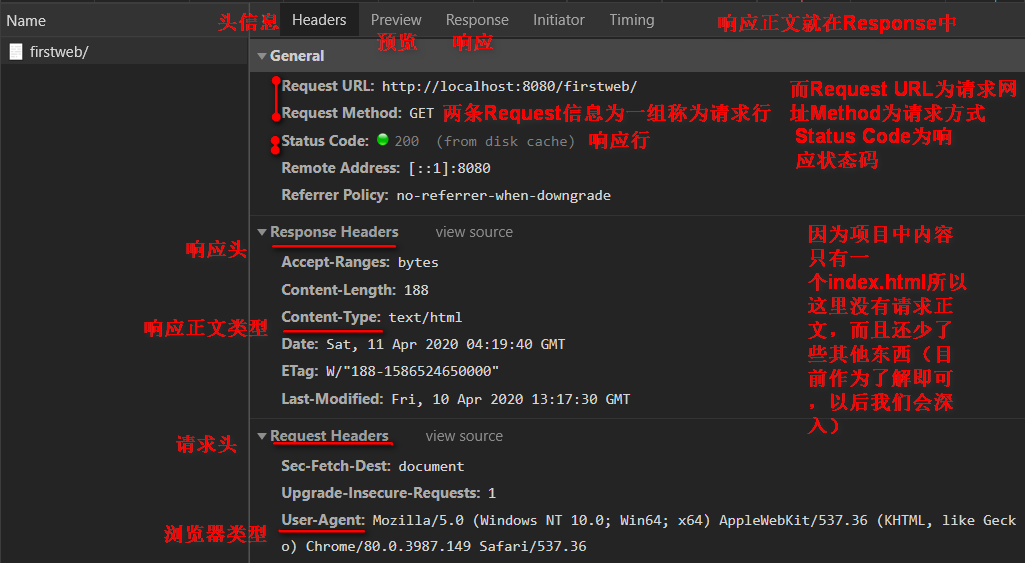 Name
头信息
Headers
Preview
Response
Initiator
Timing
预览
响应
响应正文就在Response中
firstweb/
General
Request URL: http://localhost:8080/firstweb/
Request Method: GET
两条Request信息为一组称为请求行
Status Code: 200 (from disk cache)
响应行
Remote Address: [::1]:8080
Referrer Policy: no-referrer-when-downgrade
而Request URL为请求网
址Method为请求方式
Status Code为响
应状态码
响应头
Response Headers
view source
Accept-Ranges: bytes
Content-Length: 188
响应正文类型
Content-Type: text/html
Date: Sat, 11 Apr 2020 04:19:40 GMT
ETag: W/"188-1586524650000"
Last-Modified: Fri, 10 Apr 2020 13:17:30 GMT
因为项目中内容
只有一
个index.html所以
这里没有请求正
文，而且还少了
些其他东西（目
前作为了解即可
，以后我们会深
入）
请求头
Request Headers
view source
Sec-Fetch-Dest: document
Upgrade-Insecure-Requests: 1
浏览器类型
User-Agent: Mozilla/5.0 (Windows NT 10.0; Win64; x64) AppleWebKit/537.36 (KHTML, like Geck
o) Chrome/80.0.3987.149 Safari/537.36